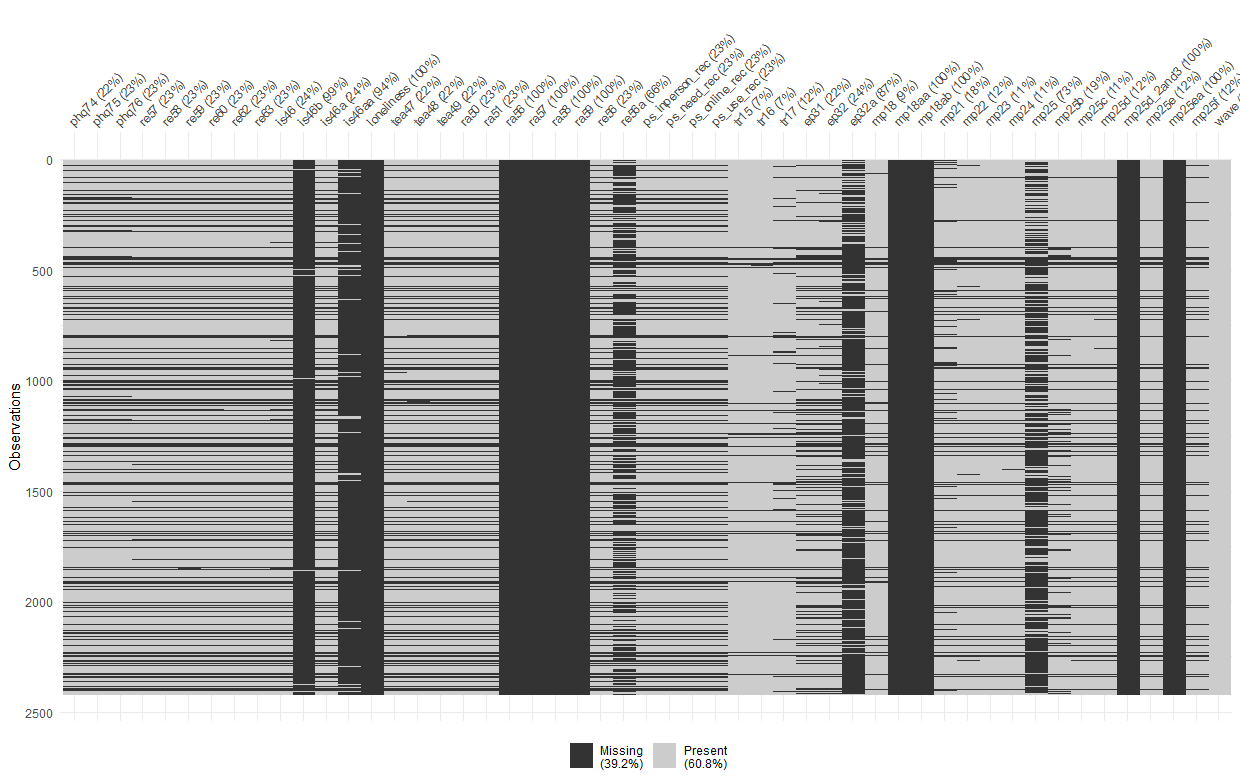 phq74 (22%)
phq75 (23%)
phq76 (23%)
re57 (23%)
re58 (23%)
re59 (23%)
re60 (23%)
re62 (23%)
re63 (23%)
ls46 (24%)
ls46b (99%)
ls46a (24%)
ls46aa (94%)
loneliness (100%)
tea47 (22%)
tea48 (22%)
tea49 (22%)
ra50 (23%)
ra51 (23%)
ra56 (100%)
ra57 (100%)
ra58 (100%)
ra59 (100%)
re56 (23%)
re56a (66%)
ps_inperson_rec (23%)
ps_need_rec (23%)
ps_online_rec (23%)
ps_use_rec (23%)
tr15 (7%)
tr16 (7%)
tr17 (12%)
ep31 (22%)
ep32 (24%)
ep32a (87%)
mp18 (9%)
mp18aa (100%)
mp18ab (100%)
mp21 (18%)
mp22 (12%)
mp23 (11%)
mp24 (11%)
mp25 (73%)
mp25b (19%)
mp25c (11%)
mp25d (12%)
mp25d_2and3 (100%)
mp25e (12%)
mp25ea (100%)
mp25f (12%
wave
Observations
0
500
1000
1500
2000
2500
Missing
(39.2%)
Present
(60.8%)